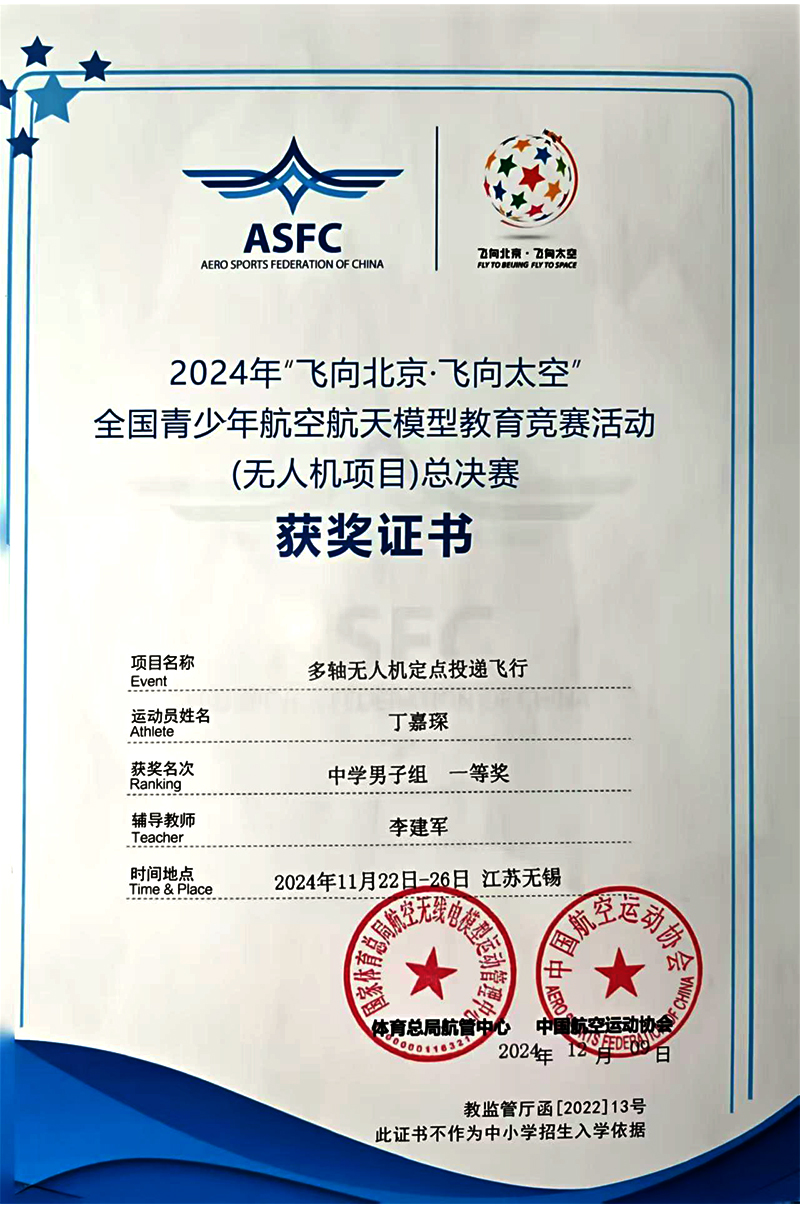 ASFC
AERO SPORTS FEDERATION OF CHINA
飞向北京·飞向太空
FLY TO BEIJING FLY TO SPACE
2024年“飞向北京·飞向太空”
全国青少年航空航天模型教育竞赛活动
(无人机项目)总决赛
获奖证书
项目名称
Event
多轴无人机定点投递飞行
运动员姓名
Athlete
丁嘉琛
获奖名次
Ranking
中学男子组 一等奖
辅导教师
Teacher
李建军
时间地点
Time & Place
2024年11月22日-26日 江苏无锡
国家体育总局航空无线电模型运动管理中心
中国航空运动协会
AERO SPORTS FEDERATION OF CHINA
体育总局航管中心 中国航空运动协会
2024年 12月 09日
教监管厅函[2022]13号
此证书不作为中小学招生入学依据